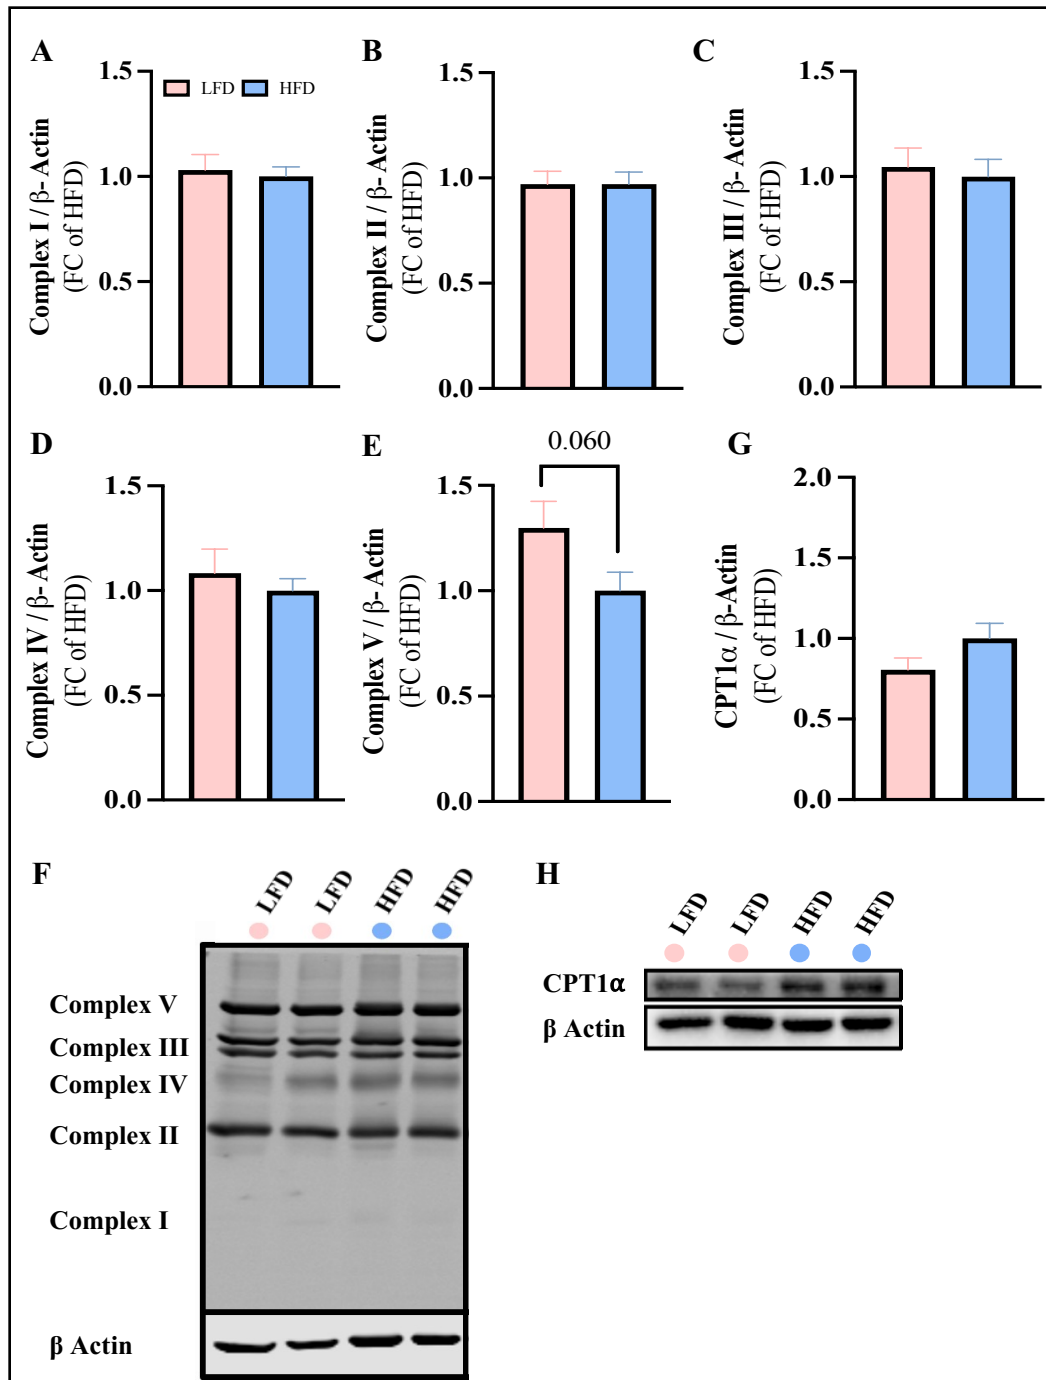 A
Complex I / β- Actin
(FC of HFD)
1.5
1.0
0.5
0.0
LFD HFD
B
Complex II / β- Actin
(FC of HFD)
1.5
1.0
0.5
0.0
C
Complex III / β- Actin
(FC of HFD)
1.5
1.0
0.5
0.0
D
Complex IV / β-Actin
(FC of HFD)
1.5
1.0
0.5
0.0
E
Complex V / β- Actin
(FC of HFD)
1.5
1.0
0.5
0.0
0.060
G
CPT1α / β-Actin
(FC of HFD)
2.0
1.5
1.0
0.5
0.0
F
LFD LFD HFD HFD
Complex V
Complex III
Complex IV
Complex II
Complex I
β Actin
H
LFD LFD HFD HFD
CPT1α
β Actin